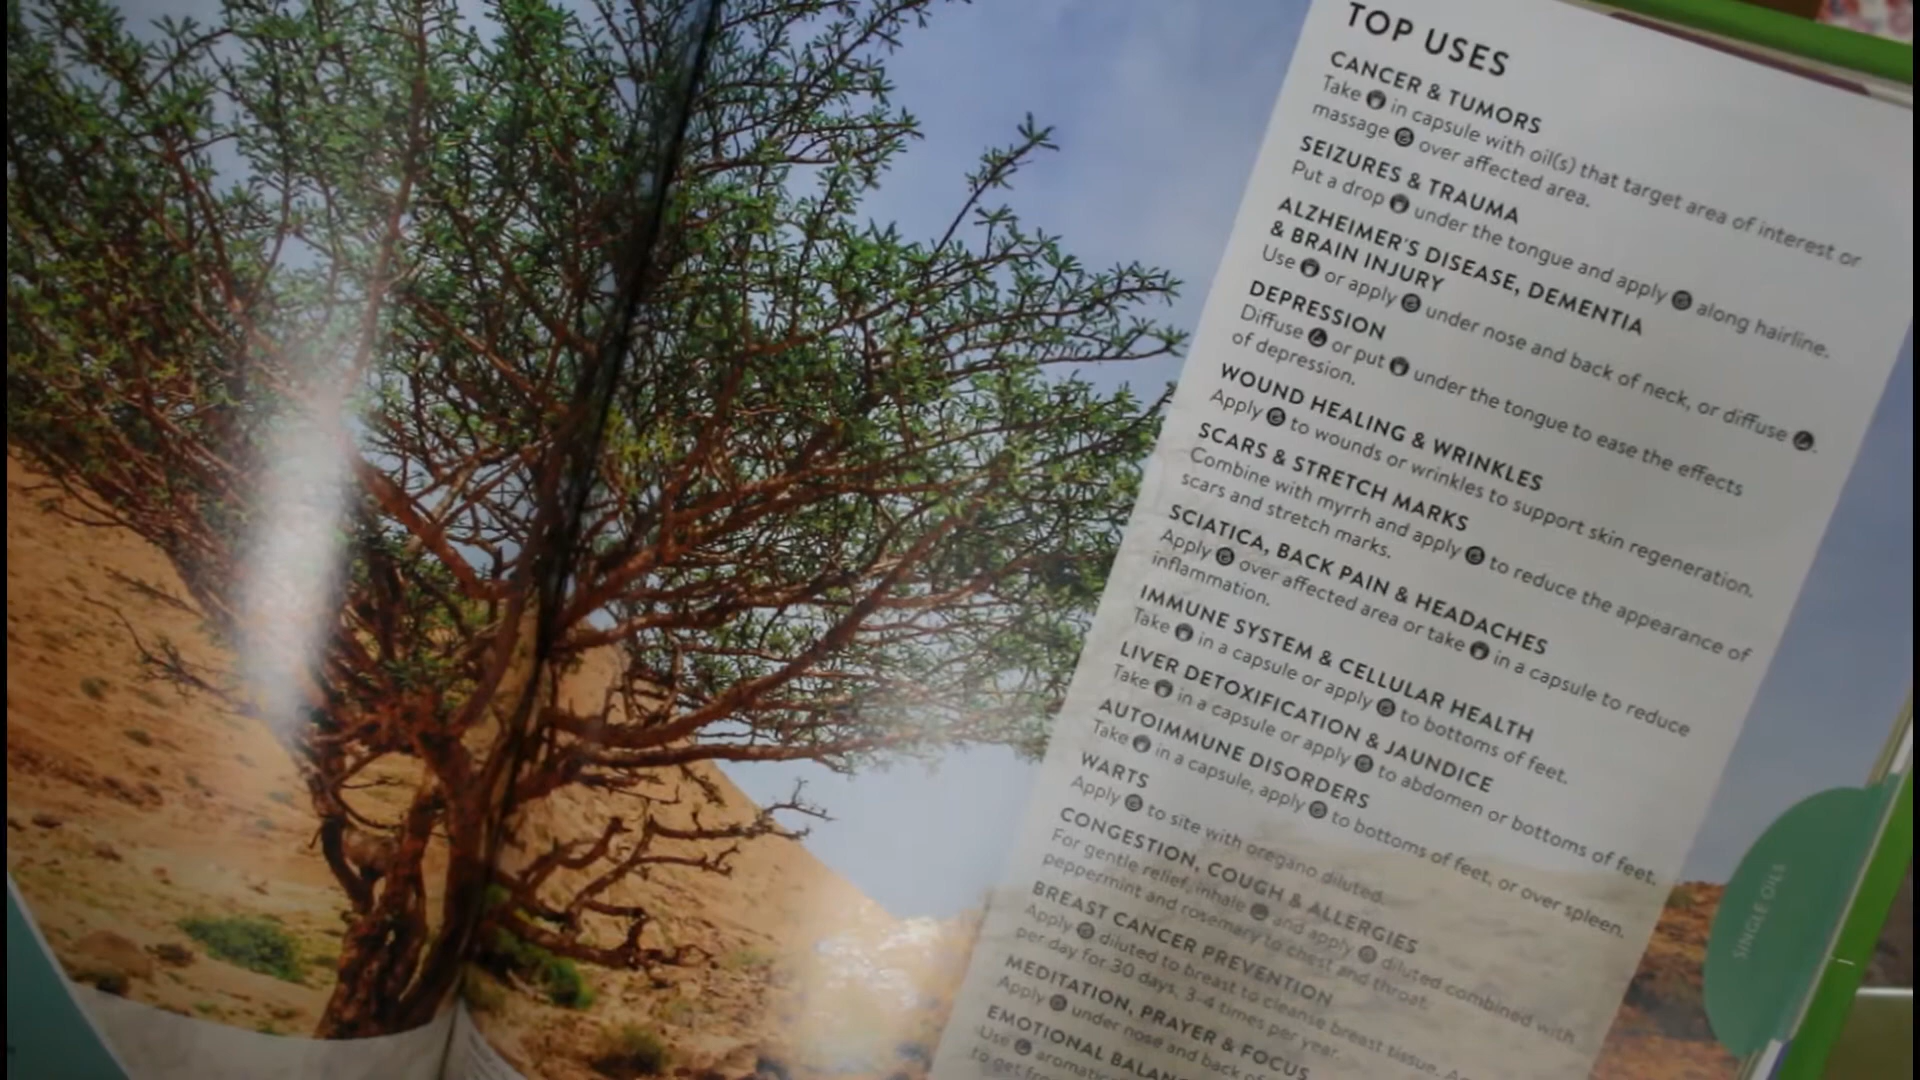 TOP USES
CANCER & TUMORS
Take in capsule with oil(s) that target area of interest or
massage over affected area.
SEIZURES & TRAUMA
Put a drop under the tongue and apply along hairline.
ALZHEIMER'S DISEASE, DEMENTIA
& BRAIN INJURY
Use or apply under nose and back of neck, or diffuse .
DEPRESSION
Diffuse or put under the tongue to ease the effects
of depression.
WOUND HEALING & WRINKLES
Apply to wounds or wrinkles to support skin regeneration.
SCARS & STRETCH MARKS
Combine with myrrh and apply to reduce the appearance of
scars and stretch marks.
SCIATICA, BACK PAIN & HEADACHES
Apply over affected area or take in a capsule to reduce
inflammation.
IMMUNE SYSTEM & CELLULAR HEALTH
Take in a capsule or apply to bottoms of feet.
LIVER DETOXIFICATION & JAUNDICE
Take in a capsule or apply to abdomen or bottoms of feet.
AUTOIMMUNE DISORDERS
Take in a capsule, apply to bottoms of feet, or over spleen.
WARTS
Apply to site with oregano diluted.
CONGESTION, COUGH & ALLERGIES
For gentle relief, inhale and apply diluted combined with
peppermint and rosemary to chest and throat.
BREAST CANCER PREVENTION
Apply diluted to breast to cleanse breast tissue.
per day for 30 days, 3-4 times per year.
MEDITATION, PRAYER & FOCUS
Apply under nose and back of
EMOTIONAL BALANC
Use aromatic
to get
SINGLE OILS